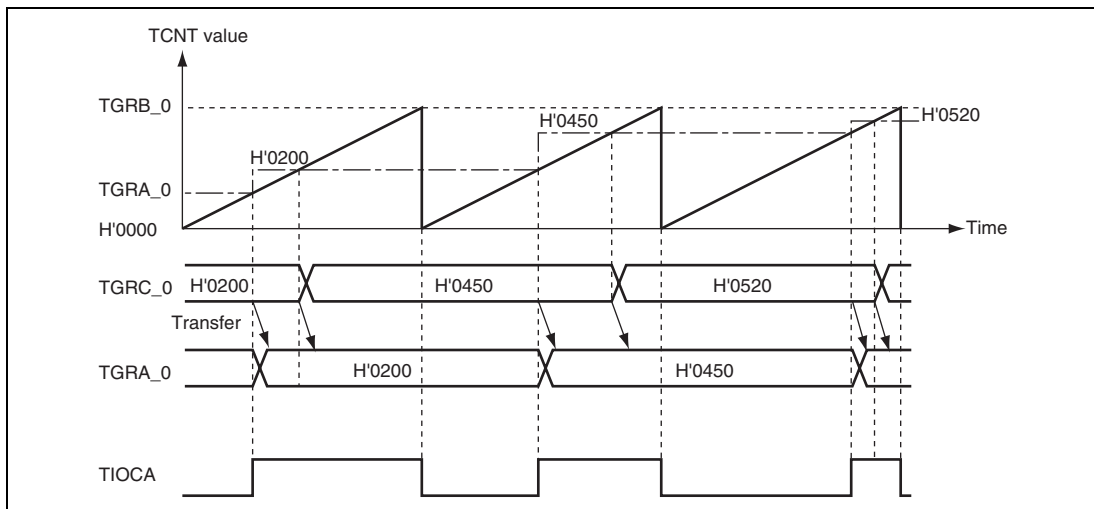 TCNT value
TGRB_0
H'0520
H'0450
H'0200
TGRA_0
H'0000
Time
H'0200
H'0450
H'0520
TGRC_0
Transfer
TGRA_0
H'0200
H'0450
TIOCA